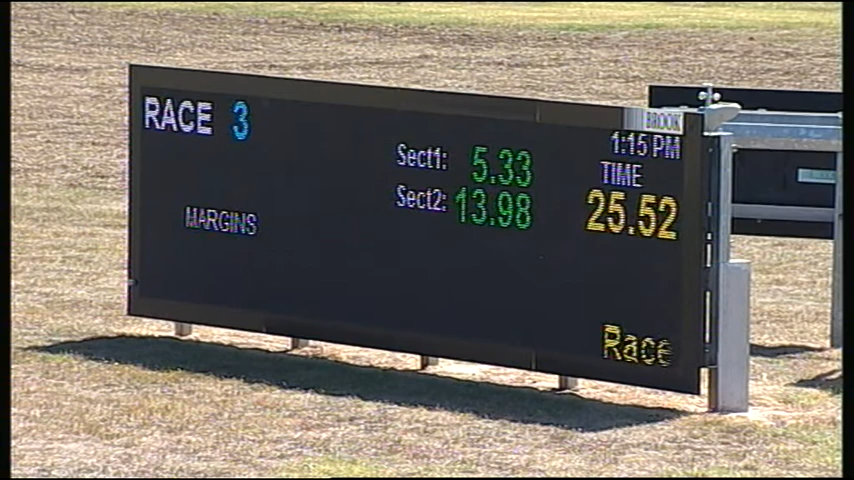 BROOK
RACE 3
1:15 PM
Sect1: 5.33
TIME
Sect2: 13.98
25.52
MARGINS
Race